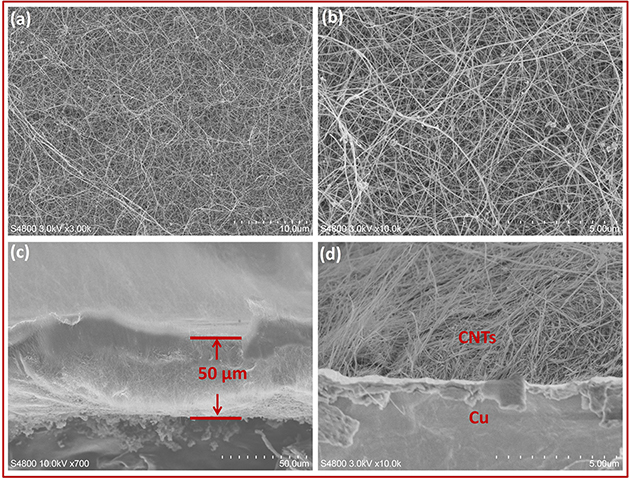 (a)
S4800 3.0kV x3.00k
10.0um
(b)
S4800 3.0kV x10.0k
5.00um
(c)
50 μm
S4800 10.0kV x700
50.0um
(d)
CNTs
Cu
S4800 3.0kV x10.0k
5.00um